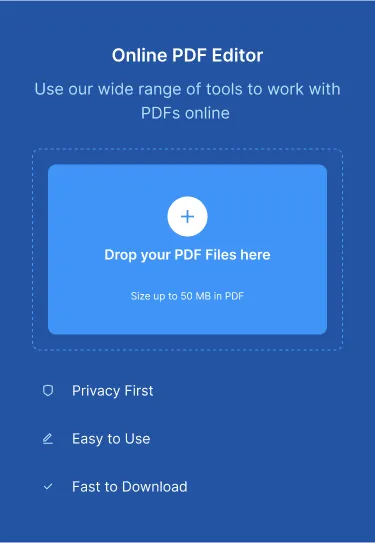 Online PDF Editor
Use our wide range of tools to work with
PDFs online
Drop your PDF Files here
Size up to 50 MB in PDF
Privacy First
Easy to Use
Fast to Download